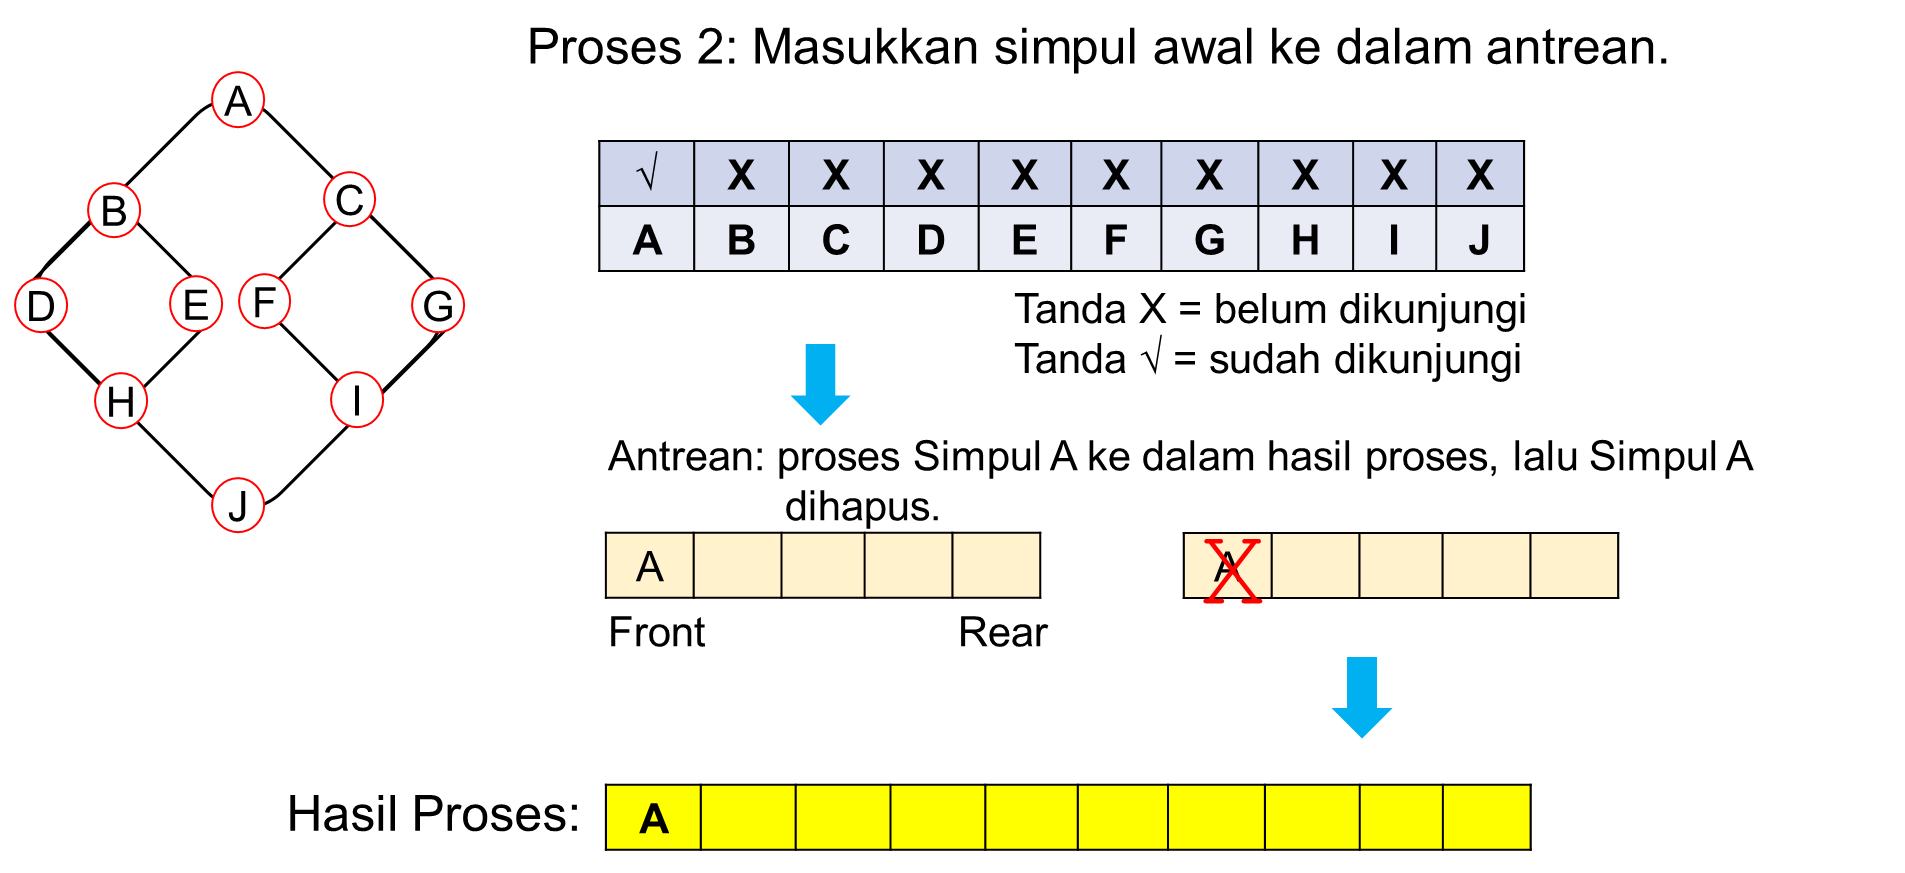 Proses 2: Masukkan simpul awal ke dalam antrean.
A
B
C
D
E
F
G
H
I
J
√ X X X X X X X X X
A B C D E F G H I J
Tanda X = belum dikunjungi
Tanda √ = sudah dikunjungi
Antrean: proses Simpul A ke dalam hasil proses, lalu Simpul A
dihapus.
A
A
X
Front Rear
Hasil Proses: A